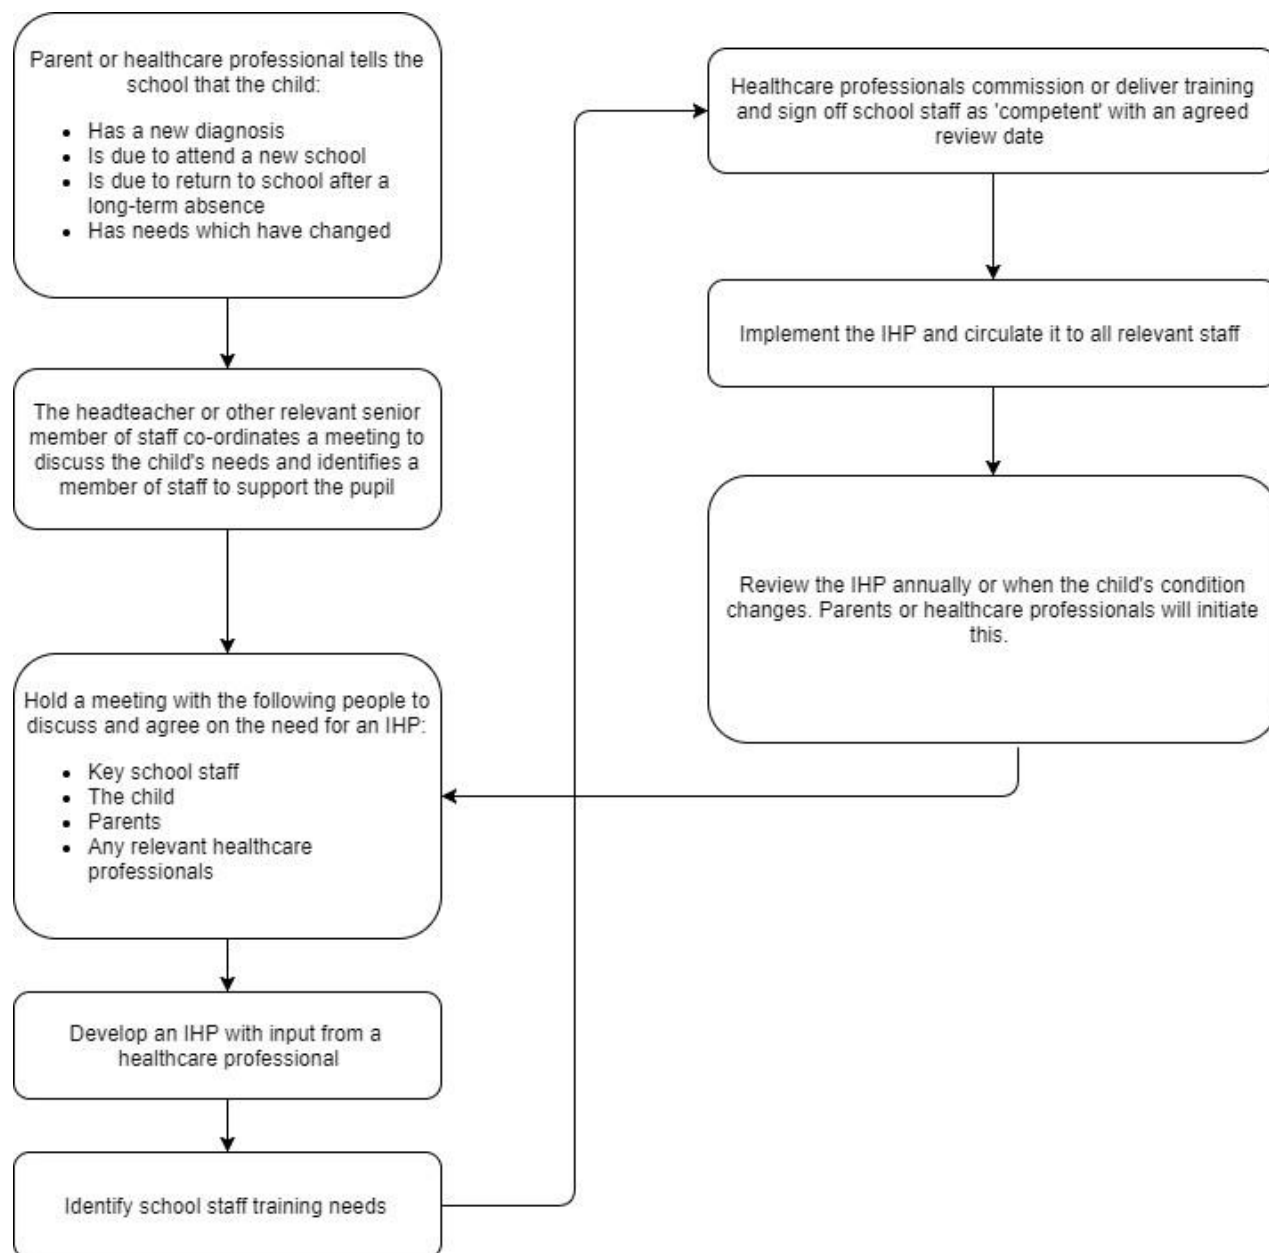 Parent or healthcare professional tells the
school that the child:
• Has a new diagnosis
• Is due to attend a new school
• Is due to return to school after a
long-term absence
• Has needs which have changed
The headteacher or other relevant senior
member of staff co-ordinates a meeting to
discuss the child's needs and identifies a
member of staff to support the pupil
Hold a meeting with the following people to
discuss and agree on the need for an IHP:
• Key school staff
• The child
• Parents
• Any relevant healthcare
professionals
Develop an IHP with input from a
healthcare professional
Identify school staff training needs
Healthcare professionals commission or deliver training
and sign off school staff as 'competent' with an agreed
review date
Implement the IHP and circulate it to all relevant staff
Review the IHP annually or when the child's condition
changes. Parents or healthcare professionals will initiate
this.